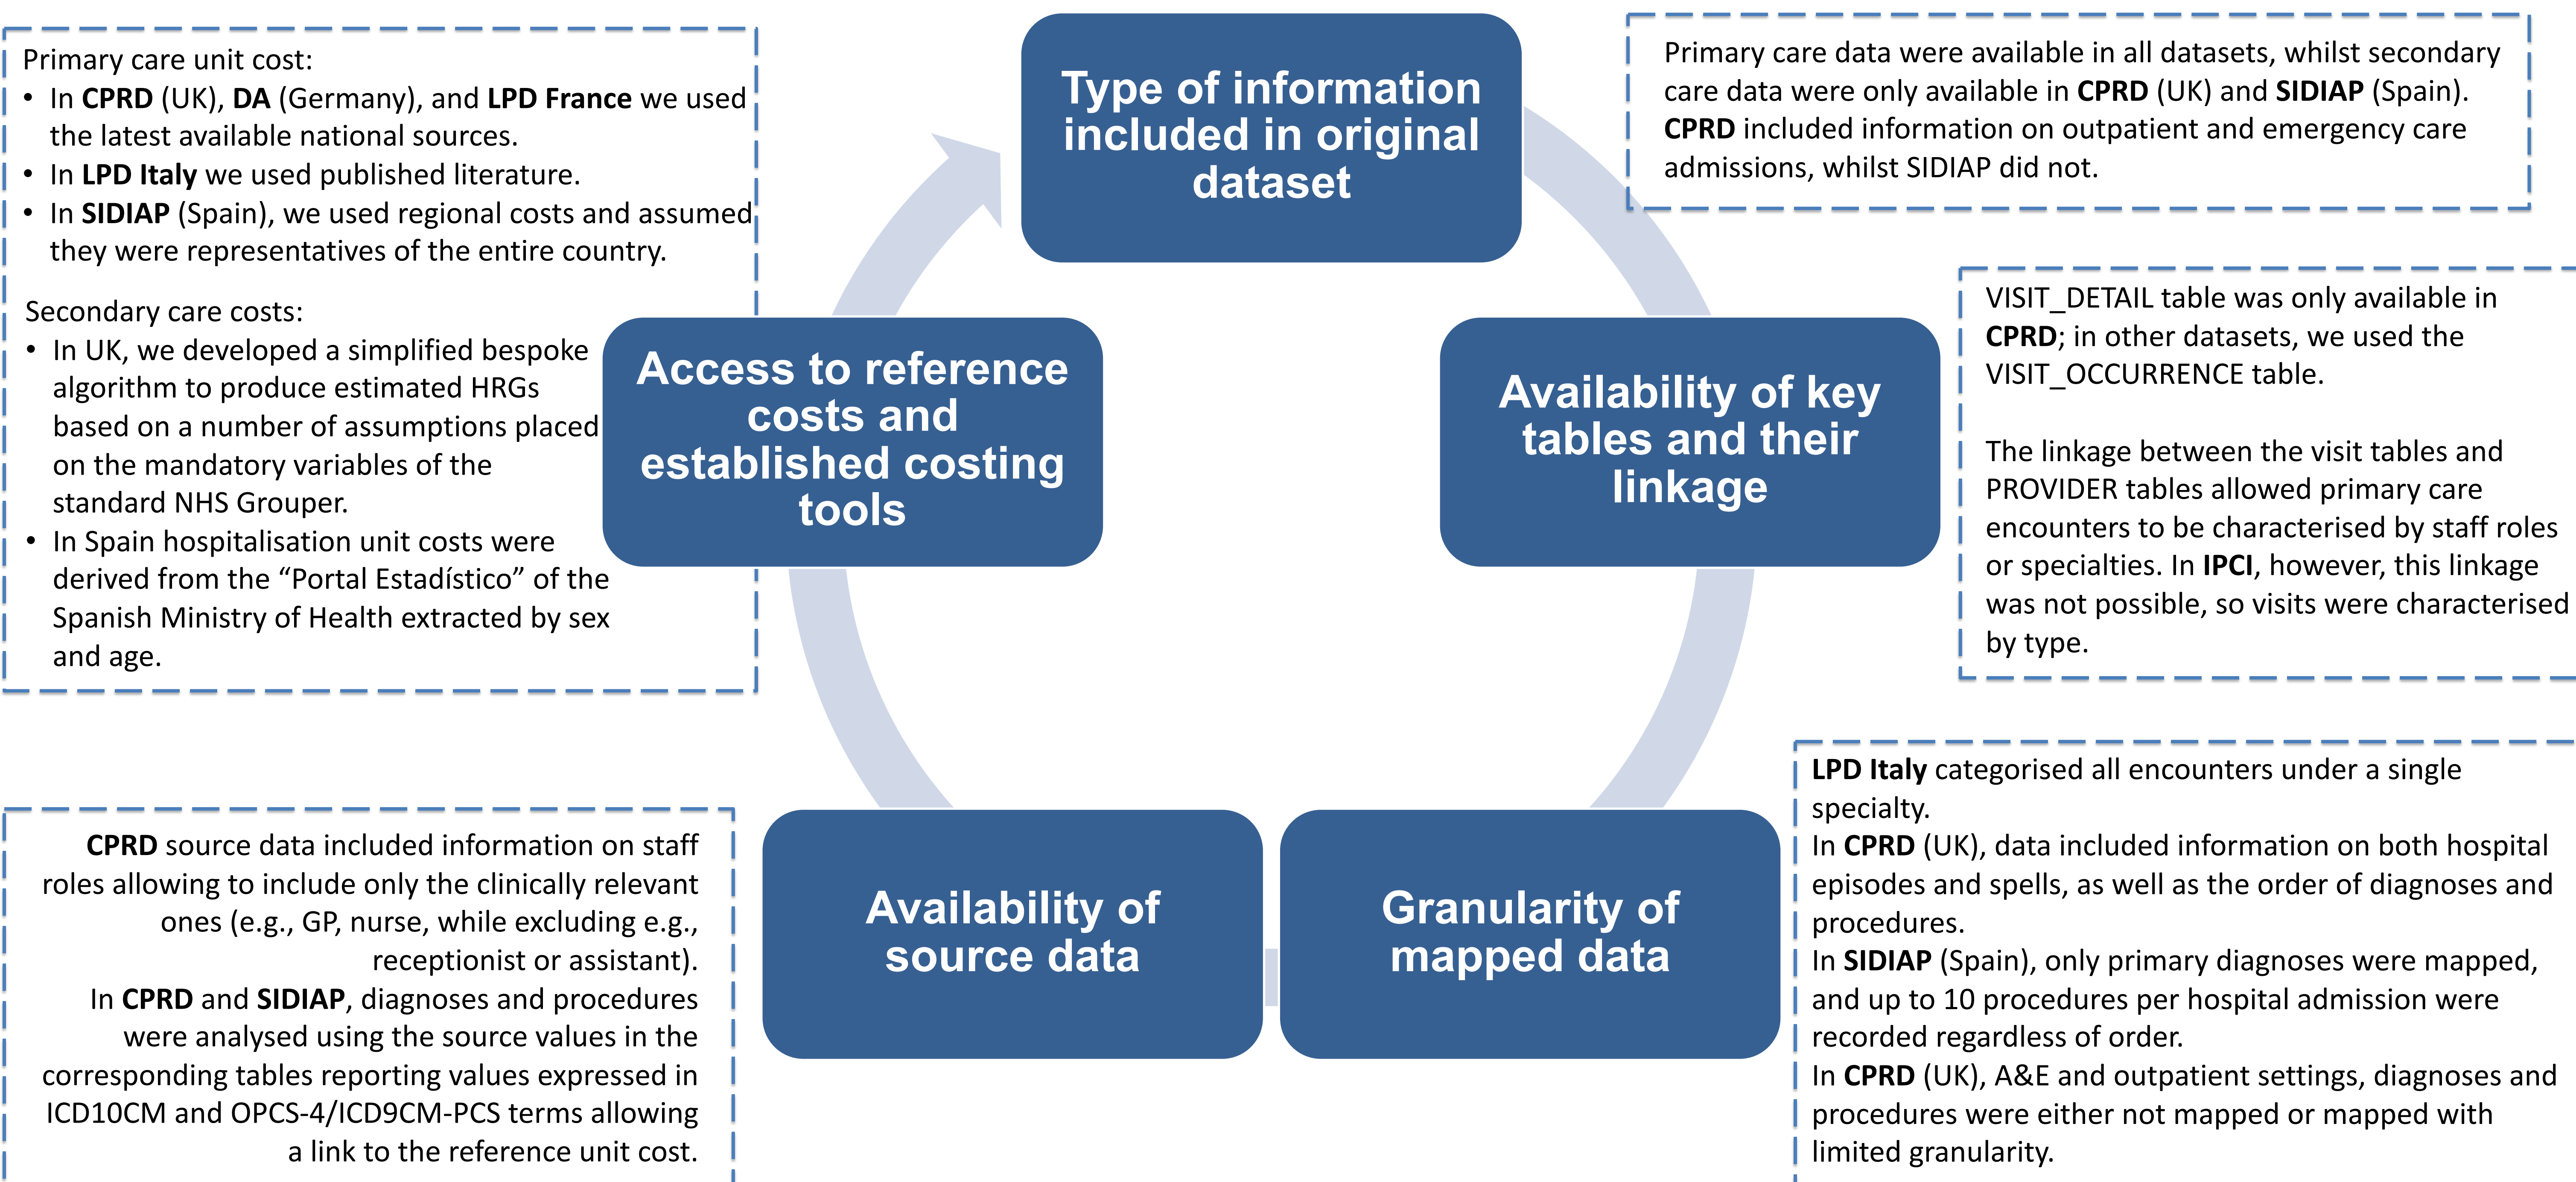 Primary care unit cost:
• In CPRD (UK), DA (Germany), and LPD France we used
the latest available national sources.
• In LPD Italy we used published literature.
• In SIDIAP (Spain), we used regional costs and assumed
they were representatives of the entire country.
Secondary care costs:
• In UK, we developed a simplified bespoke
algorithm to produce estimated HRGs
based on a number of assumptions placed
on the mandatory variables of the
standard NHS Grouper.
• In Spain hospitalisation unit costs were
derived from the “Portal Estadístico” of the
Spanish Ministry of Health extracted by sex
and age.
Type of information
included in original
dataset
Primary care data were available in all datasets, whilst secondary
care data were only available in CPRD (UK) and SIDIAP (Spain).
CPRD included information on outpatient and emergency care
admissions, whilst SIDIAP did not.
Access to reference
costs and
established costing
tools
Availability of key
tables and their
linkage
VISIT_DETAIL table was only available in
CPRD; in other datasets, we used the
VISIT_OCCURRENCE table.
The linkage between the visit tables and
PROVIDER tables allowed primary care
encounters to be characterised by staff roles
or specialties. In IPCI, however, this linkage
was not possible, so visits were characterised
by type.
CPRD source data included information on staff
roles allowing to include only the clinically relevant
ones (e.g., GP, nurse, while excluding e.g.,
receptionist or assistant).
In CPRD and SIDIAP, diagnoses and procedures
were analysed using the source values in the
corresponding tables reporting values expressed in
ICD10CM and OPCS-4/ICD9CM-PCS terms allowing
a link to the reference unit cost.
Availability of
source data
Granularity of
mapped data
LPD Italy categorised all encounters under a single
specialty.
In CPRD (UK), data included information on both hospital
episodes and spells, as well as the order of diagnoses and
procedures.
In SIDIAP (Spain), only primary diagnoses were mapped,
and up to 10 procedures per hospital admission were
recorded regardless of order.
In CPRD (UK), A&E and outpatient settings, diagnoses and
procedures were either not mapped or mapped with
limited granularity.